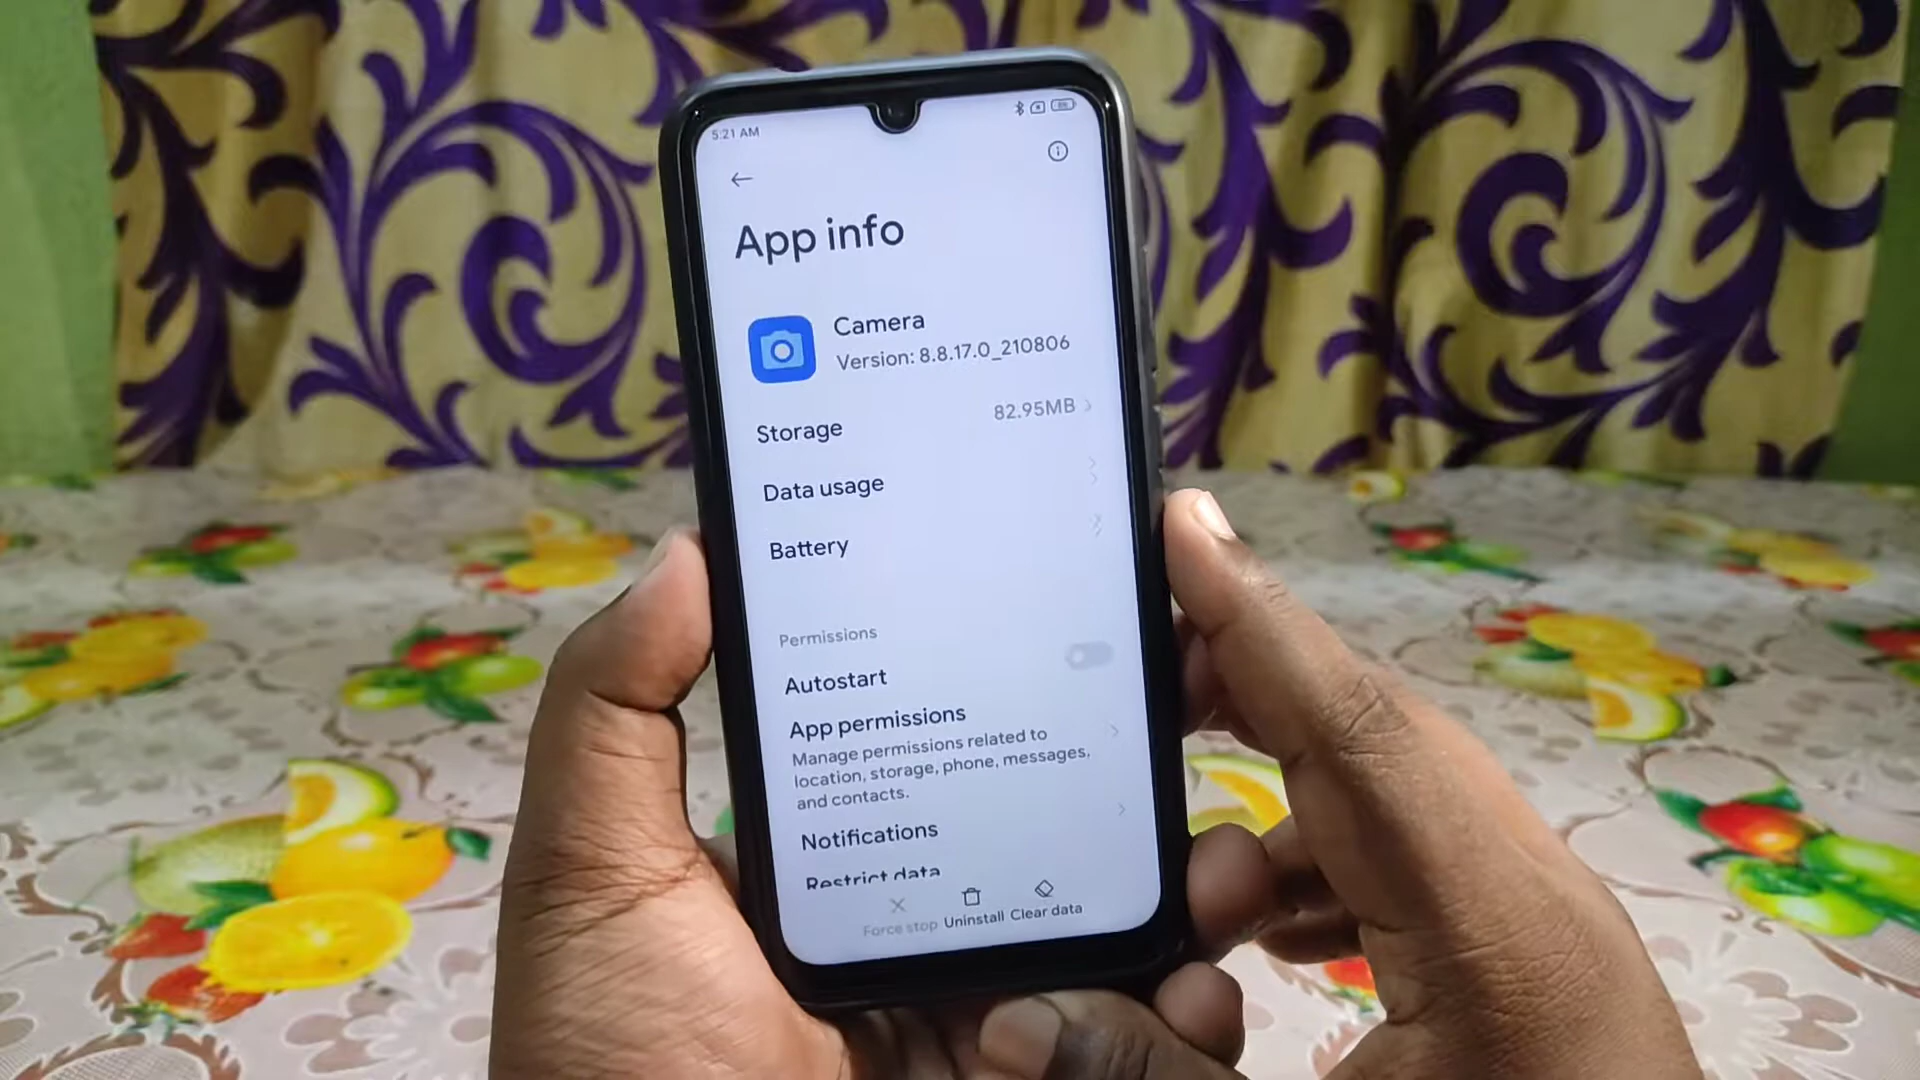 5:21 AM
App info
Camera
Version: 8.8.17.0_210806
Storage
82.95MB
Data usage
Battery
Permissions
Autostart
App permissions
Manage permissions related to
location, storage, phone, messages,
and contacts.
Notifications
Restrict data
Force stop
Uninstall
Clear data